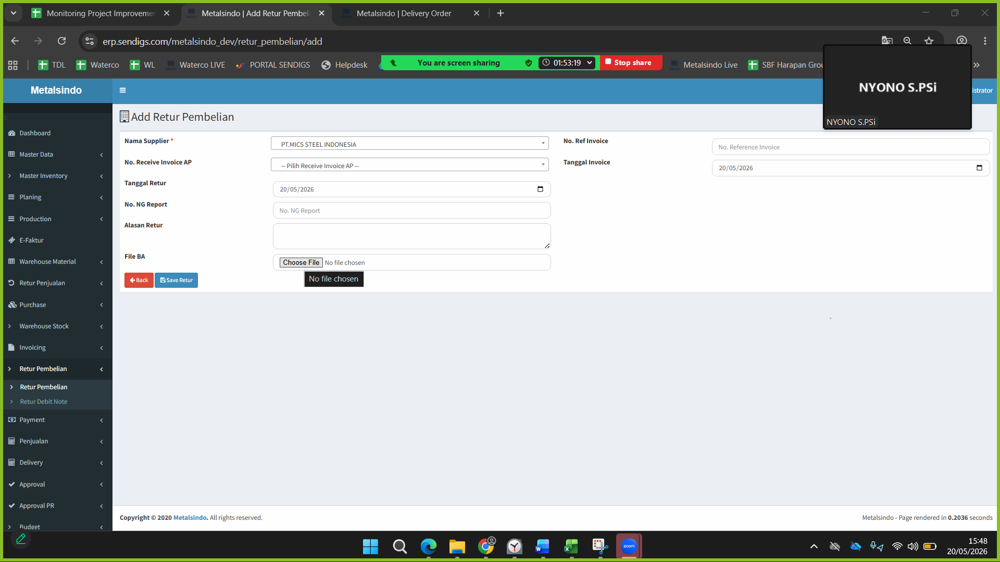 Monitoring Project Improvemen
Metalsindo | Add Retur Pembeli
Metalsindo | Delivery Order
erp.sendigs.com/metalsindo_dev/retur_pembelian/add
TDL
Waterco
WL
Waterco LIVE
PORTAL SENDIGS
Helpdesk
You are screen sharing
01:53:19
Stop share
Metalsindo Live
SBF Harapan Grou
NYONO S.PSi
NYONO S.PSi
Metalsindo
istrator
Add Retur Pembelian
Dashboard
Master Data
Master Inventory
Planing
Production
E-Faktur
Warehouse Material
Retur Penjualan
Purchase
Warehouse Stock
Invoicing
Retur Pembelian
Retur Pembelian
Retur Debit Note
Payment
Penjualan
Delivery
Approval
Approval PR
Budget
Nama Supplier *
PT.MICS STEEL INDONESIA
No. Receive Invoice AP
-- Pilih Receive Invoice AP --
Tanggal Retur
20/05/2026
No. NG Report
No. NG Report
Alasan Retur
File BA
Choose File No file chosen
No file chosen
Back
Save Retur
No. Ref Invoice
No. Reference Invoice
Tanggal Invoice
20/05/2026
Copyright © 2020 Metalsindo. All rights reserved.
Metalsindo - Page rendered in 0.2036 seconds
zoom
15:48
20/05/2026